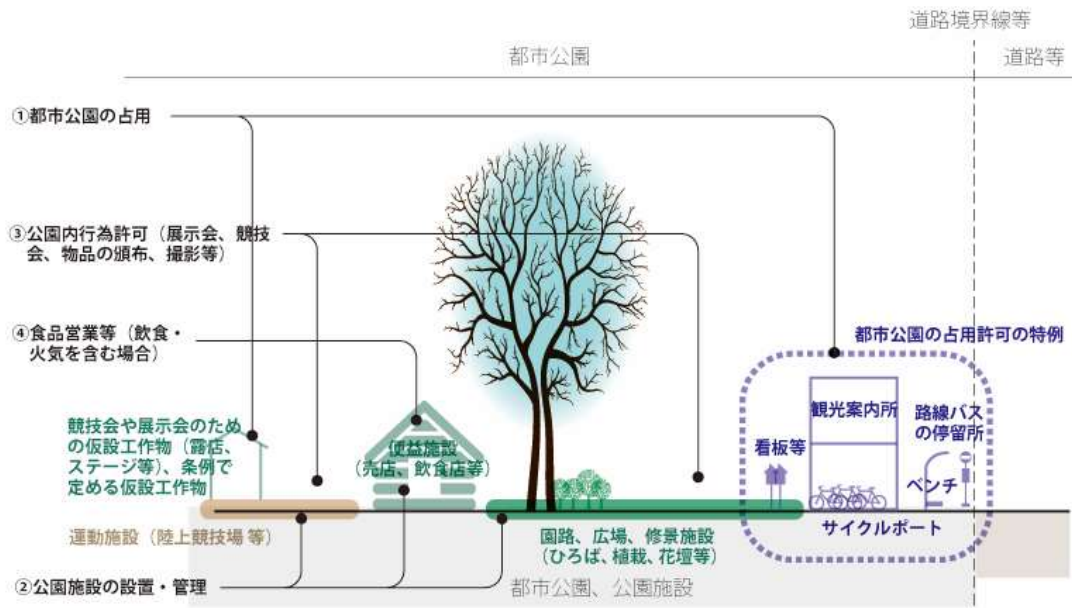 道路境界線等
都市公園
道路等
①都市公園の占用
③公園内行為許可（展示会、競技
会、物品の頒布、撮影等）
④食品営業等（飲食・
火気を含む場合）
都市公園の占用許可の特例
競技会や展示会のため
の仮設工作物（露店、
ステージ等）、条例で
定める仮設工作物
便益施設
（売店、飲食店等）
観光案内所
路線バス
の停留所
看板等
ベンチ
サイクルポート
運動施設（陸上競技場 等）
園路、広場、修景施設
（ひろば、植栽、花壇等）
②公園施設の設置・管理
都市公園、公園施設